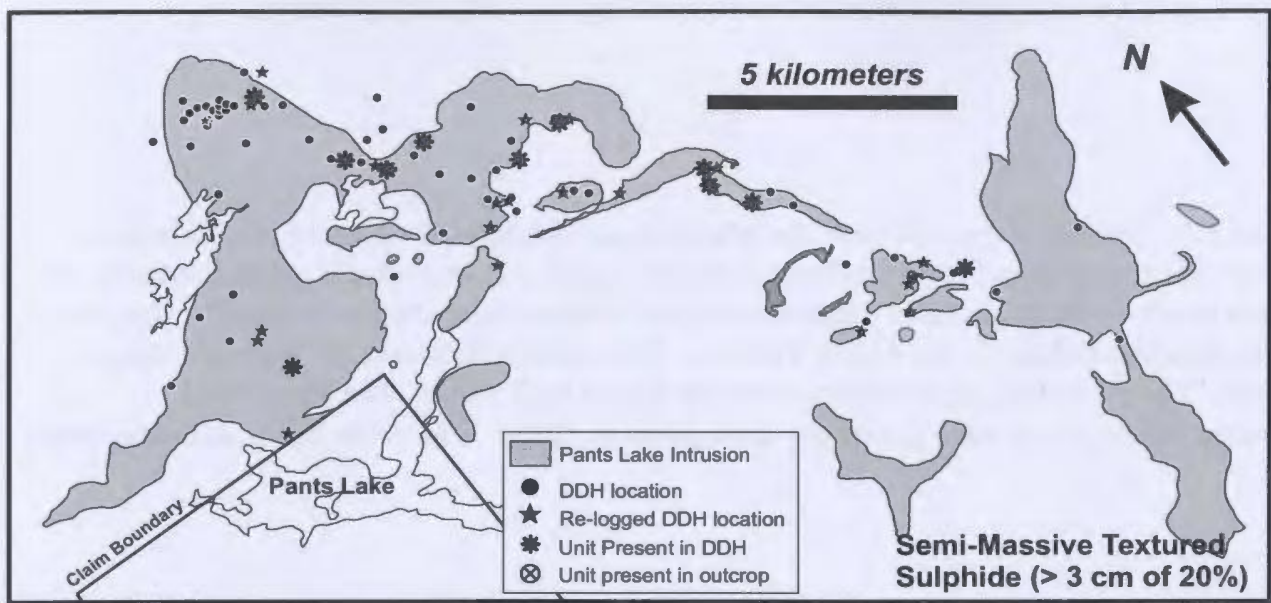 5 kilometers
N
Pants Lake
Claim Boundary
Pants Lake Intrusion
DDH location
Re-logged DDH location
Unit Present in DDH
Unit present in outcrop
Semi-Massive Textured
Sulphide (> 3 cm of 20%)